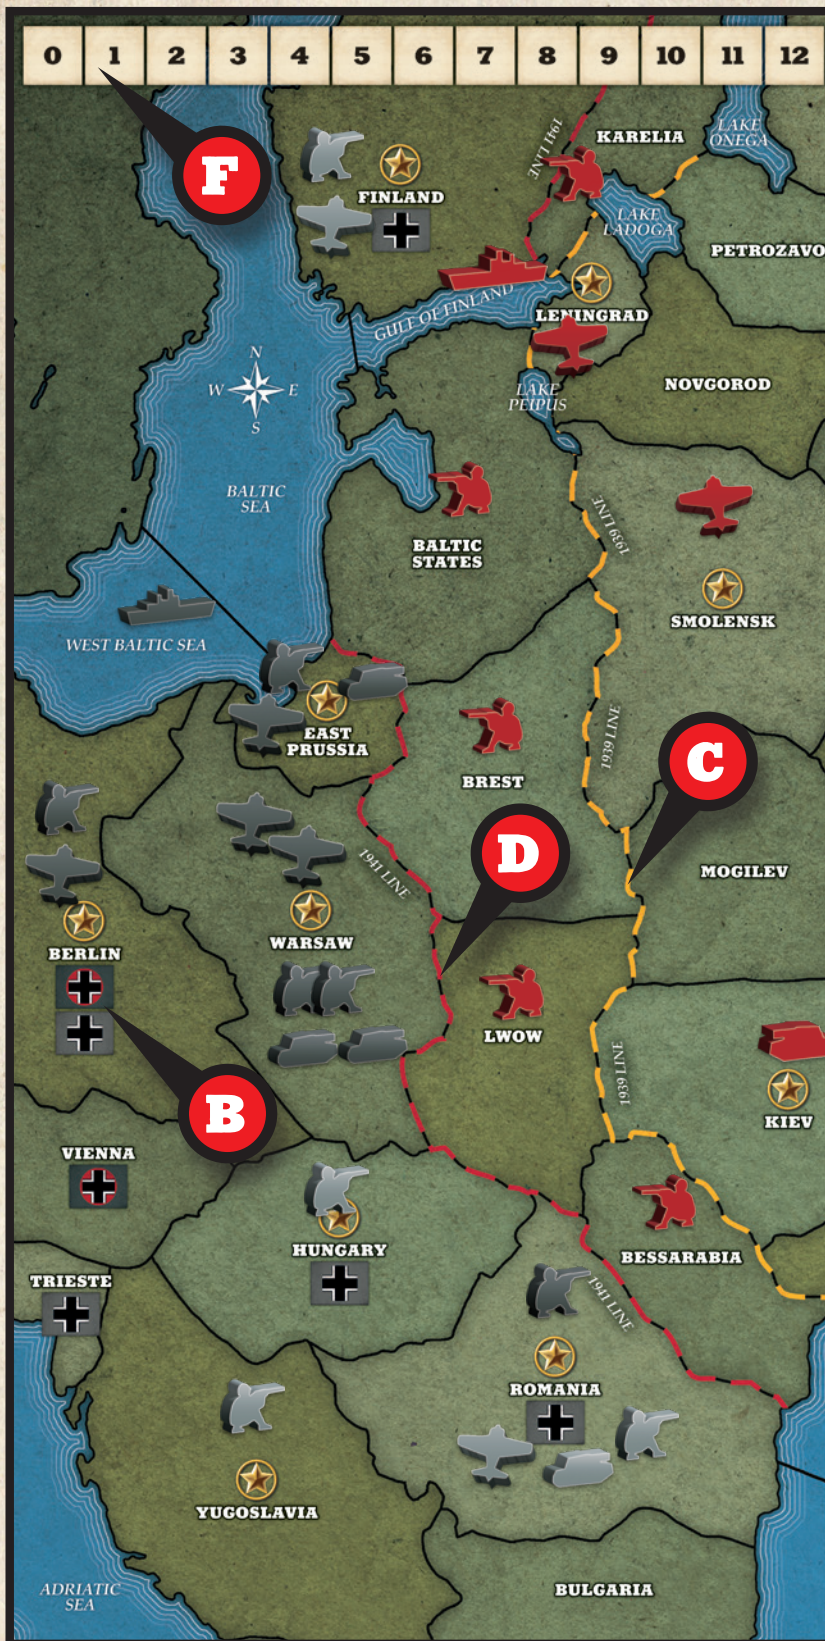 0 1 2 3 4 5 6 7 8 9 10 11 12
F
1941 LINE
KARELIA
LAKE
ONEGA
FINLAND
LAKE
LADOGA
PETROZAVO
GULF OF FINLAND
LENINGRAD
N
W E
S
LAKE
PEIPUS
NOVGOROD
BALTIC
SEA
1939 LINE
BALTIC
STATES
SMOLENSK
WEST BALTIC SEA
EAST
PRUSSIA
1939 LINE
BREST
C
D
1941 LINE
MOGILEV
BERLIN
WARSAW
LWOW
1939 LINE
B
KIEV
VIENNA
HUNGARY
BESSARABIA
TRIESTE
1941 LINE
ROMANIA
YUGOSLAVIA
ADRIATIC
SEA
BULGARIA